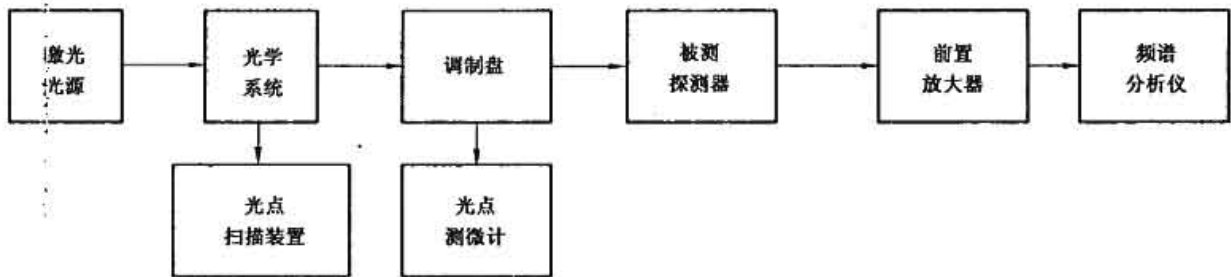 激光
光源
光学
系统
调制盘
被测
探测器
前置
放大器
频谱
分析仪
光点
扫描装置
光点
测微计